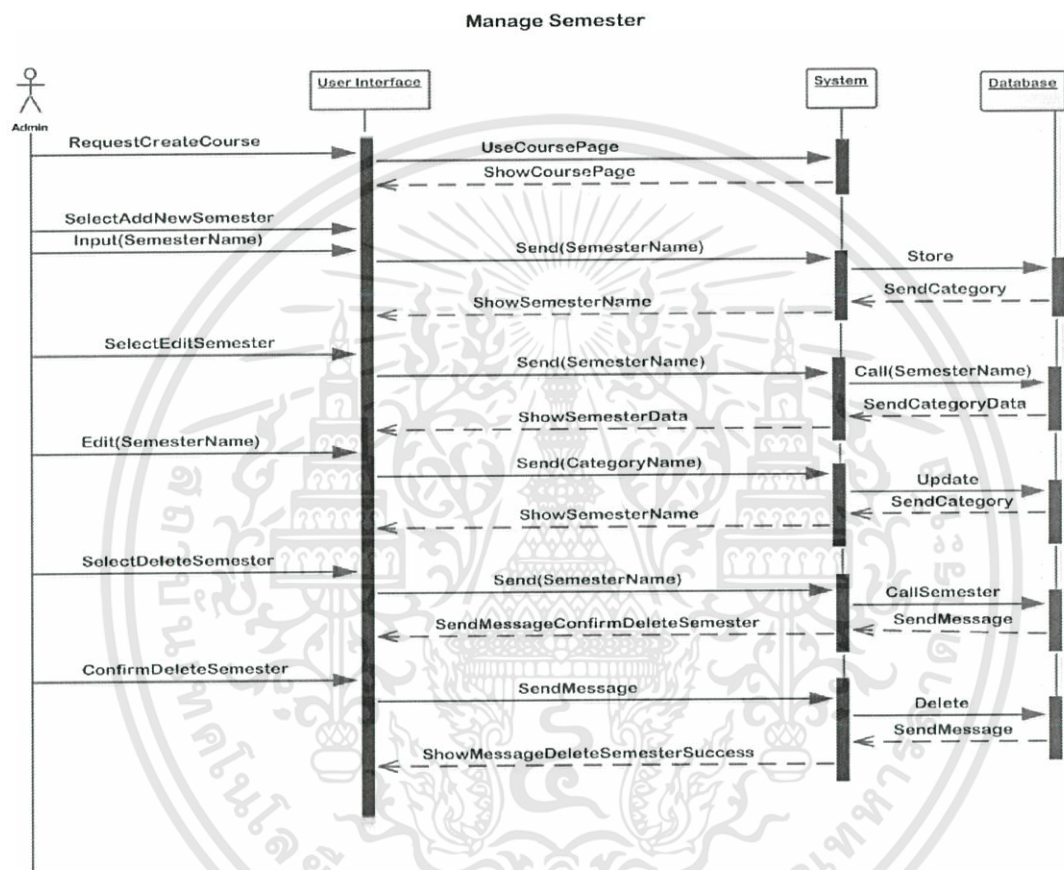 Manage Semester
User Interface
System
Database
Admin
RequestCreateCourse
UseCoursePage
ShowCoursePage
SelectAddNewSemester
Input(SemesterName)
Send(SemesterName)
Store
SendCategory
ShowSemesterName
SelectEditSemester
Send(SemesterName)
Call(SemesterName)
SendCategoryData
ShowSemesterData
Edit(SemesterName)
Send(CategoryName)
Update
SendCategory
ShowSemesterName
SelectDeleteSemester
Send(SemesterName)
CallSemester
SendMessage
SendMessageConfirmDeleteSemester
ConfirmDeleteSemester
SendMessage
Delete
SendMessage
ShowMessageDeleteSemesterSuccess